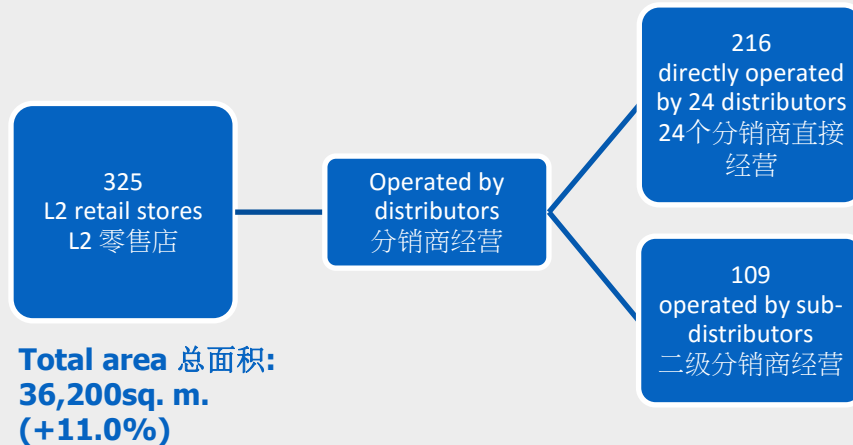 325
L2 retail stores
L2 零售店
Total area 总面积:
36,200sq. m.
(+11.0%)
Operated by
distributors
分销商经营
216
directly operated
by 24 distributors
24个分销商直接
经营
109
operated by sub-
distributors
二级分销商经营